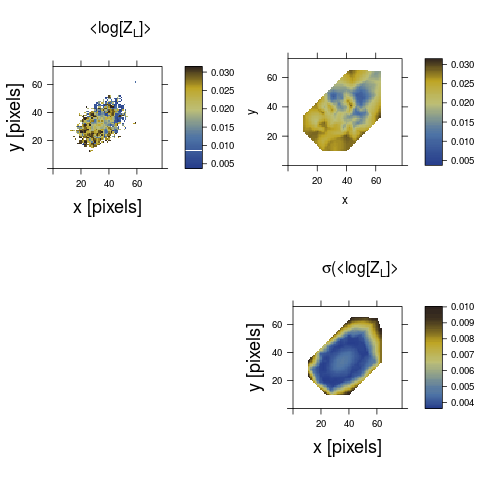 <log[Z_L]>
60
40
20
20 40 60
y [pixels]
x [pixels]
0.030
0.025
0.020
0.015
0.010
0.005
60
40
20
20 40 60
y
x
0.030
0.025
0.020
0.015
0.010
0.005
σ(<log[Z_L]>
60
40
20
20 40 60
y [pixels]
x [pixels]
0.010
0.009
0.008
0.007
0.006
0.005
0.004